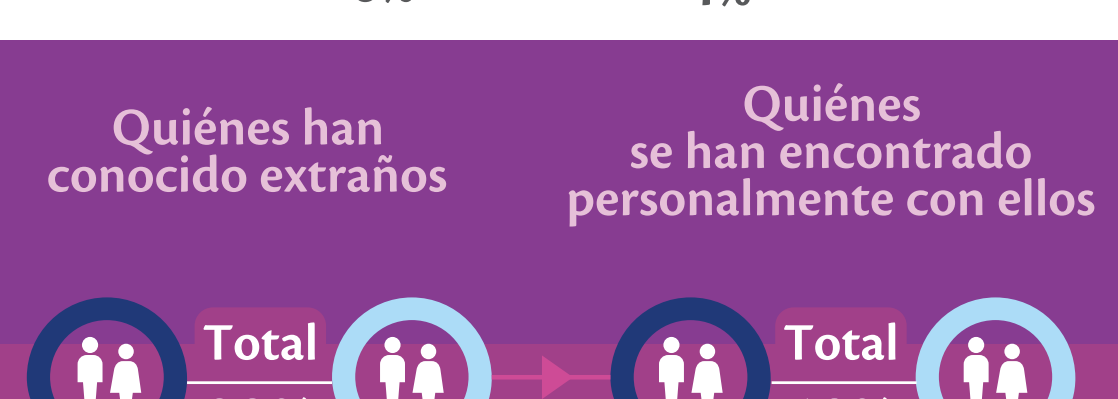 Quiénes han
conocido extraños
Quiénes
se han encontrado
personalmente con ellos
Total
Total